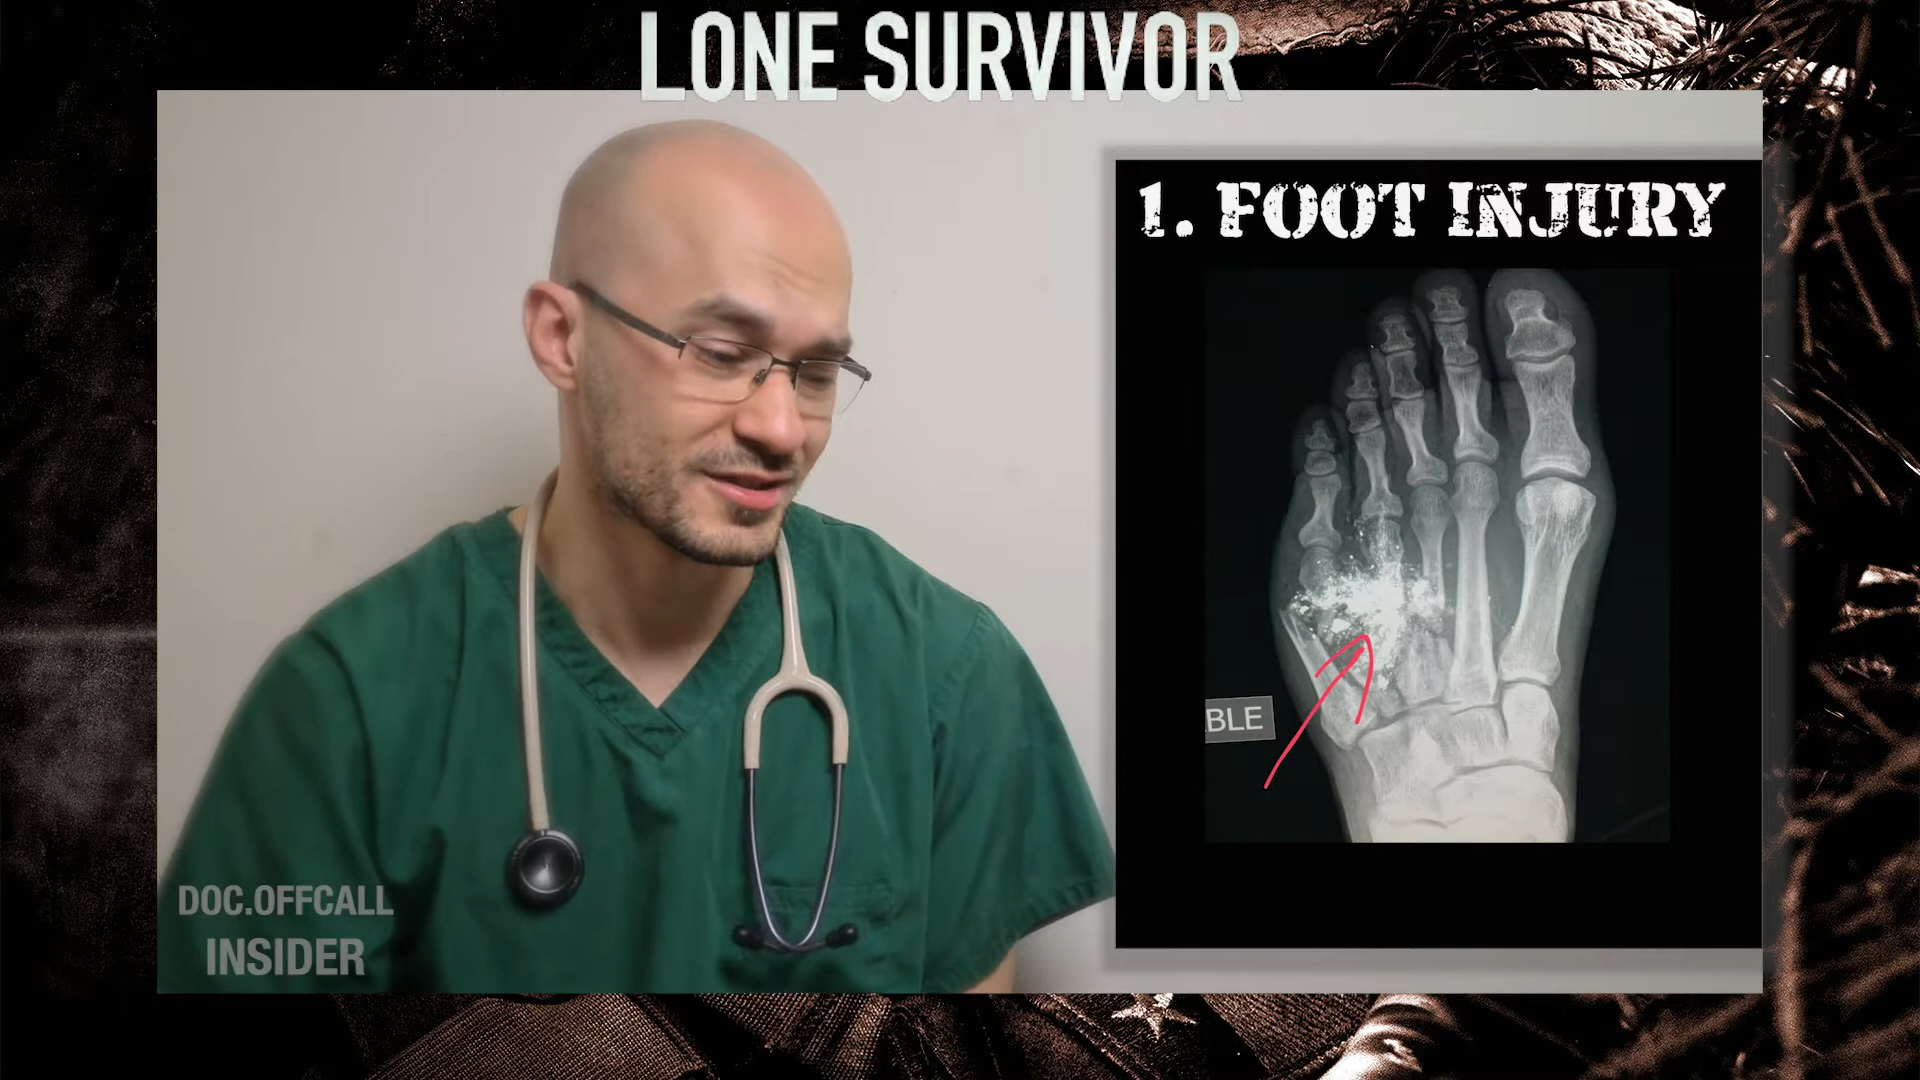 LONE SURVIVOR
1. FOOT INJURY
BLE
DOC.OFFCALL
INSIDER